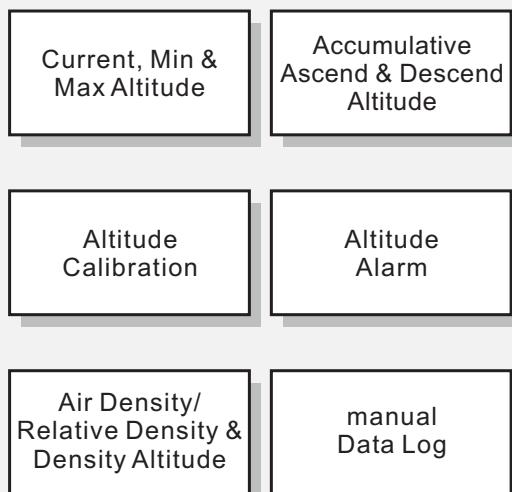 Current, Min &
Max Altitude
Accumulative
Ascend & Descend
Altitude
Altitude
Calibration
Altitude
Alarm
Air Density/
Relative Density &
Density Altitude
manual
Data Log